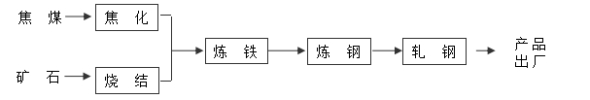 焦 煤
焦 化
炼 铁
炼 钢
轧 钢
产 品
出 厂
矿 石
烧 结